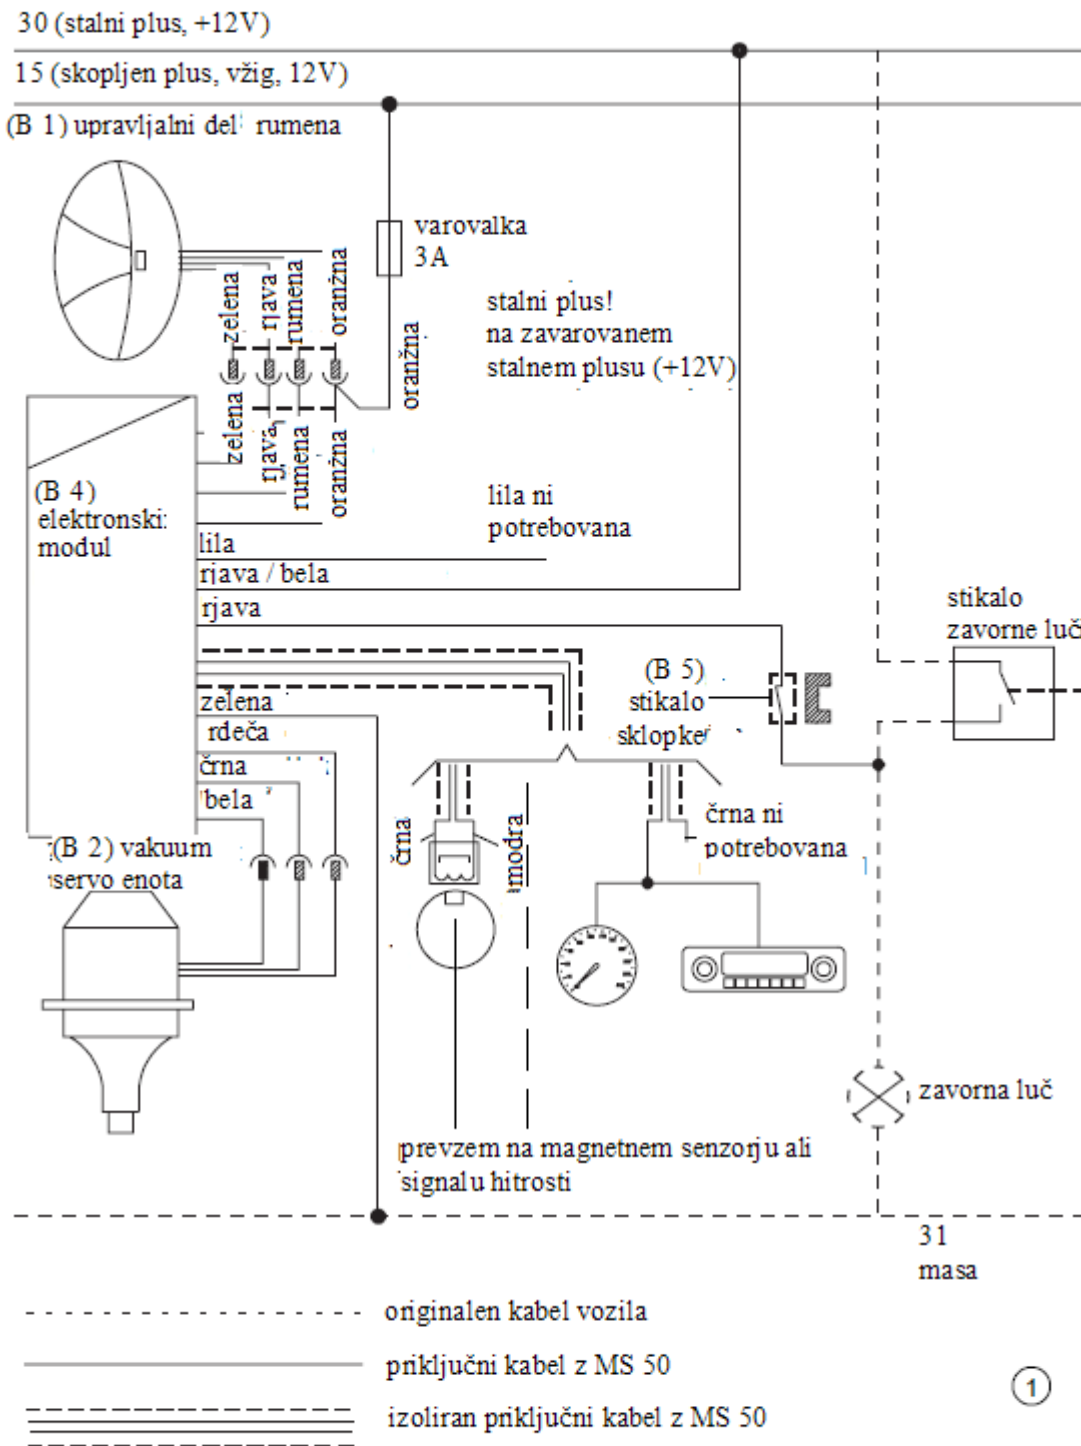 30 (stalni plus, +12V)
15 (skopljen plus, vžig, 12V)
(B 1) upravljalni del rumena
varovalka
3A
zelena
rjava
rumena
oranžna
oranžna
stalni plus!
na zavarovanem
stalnem plusu (+12V)
zelena
rjava
rumena
oranžna
(B 4)
elektronski:
modul
lila ni
potrebovana
lila
rjava / bela
rjava
stikalo
zavorne luč
(B 5)
stikalo
sklopke
zelena
rdeča
črna
bela
(B 2) vakuum
servo enota
črna
modra
črna ni
potrebovana
zavorna luč
prevzem na magnetnem senzorju ali
signalu hitrosti
31
masa
originalen kabel vozila
priključni kabel z MS 50
izoliran priključni kabel z MS 50
1